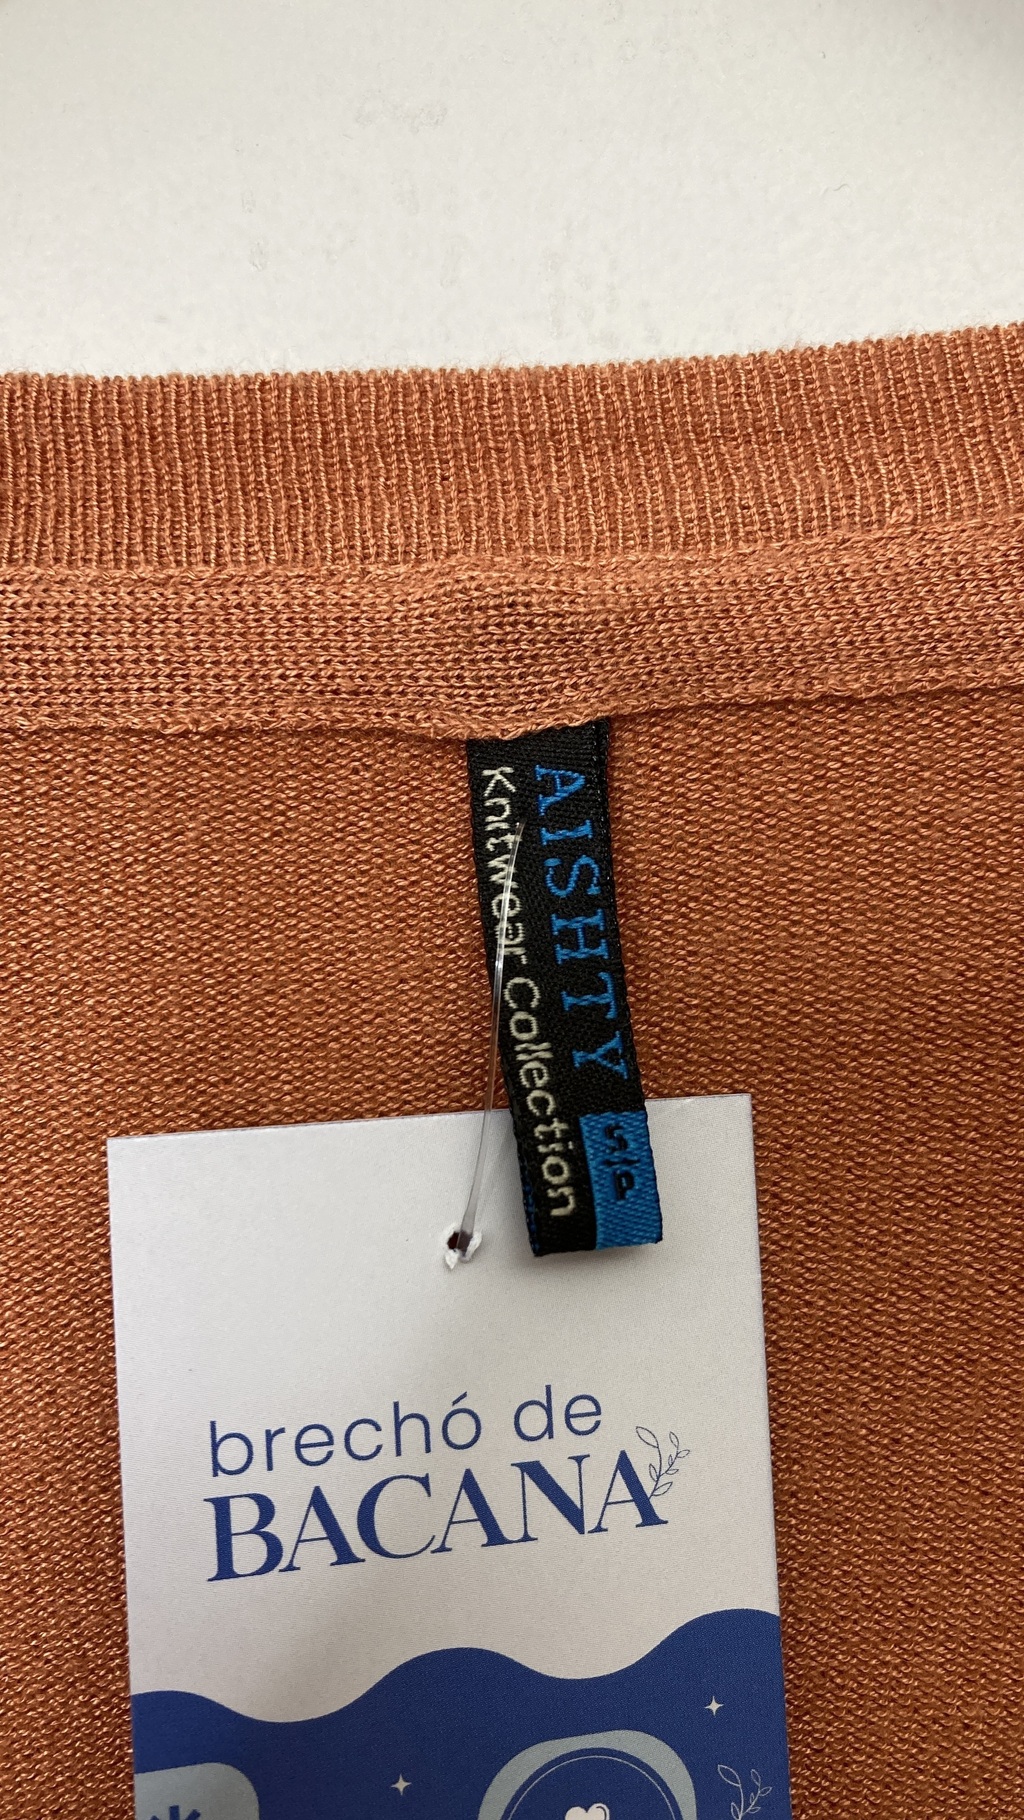 AISHTY
Knitwear Collection
S/P
brechó de
BACANA